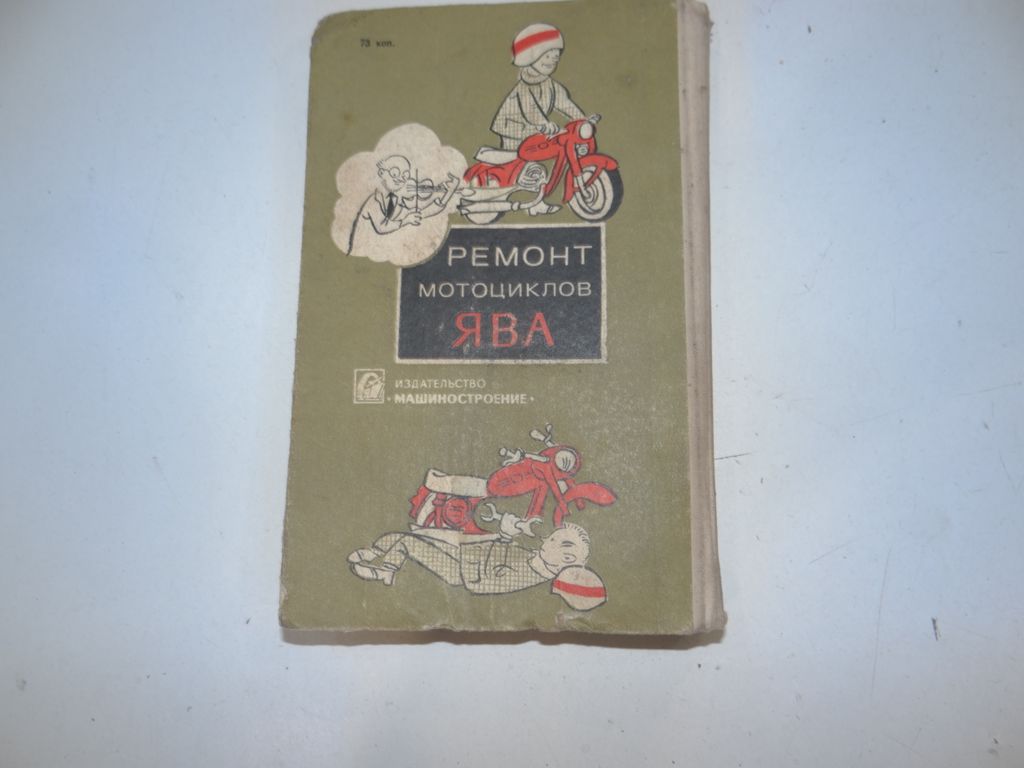 73 коп.
РЕМОНТ
МОТОЦИКЛОВ
ЯВА
ИЗДАТЕЛЬСТВО
«МАШИНОСТРОЕНИЕ»